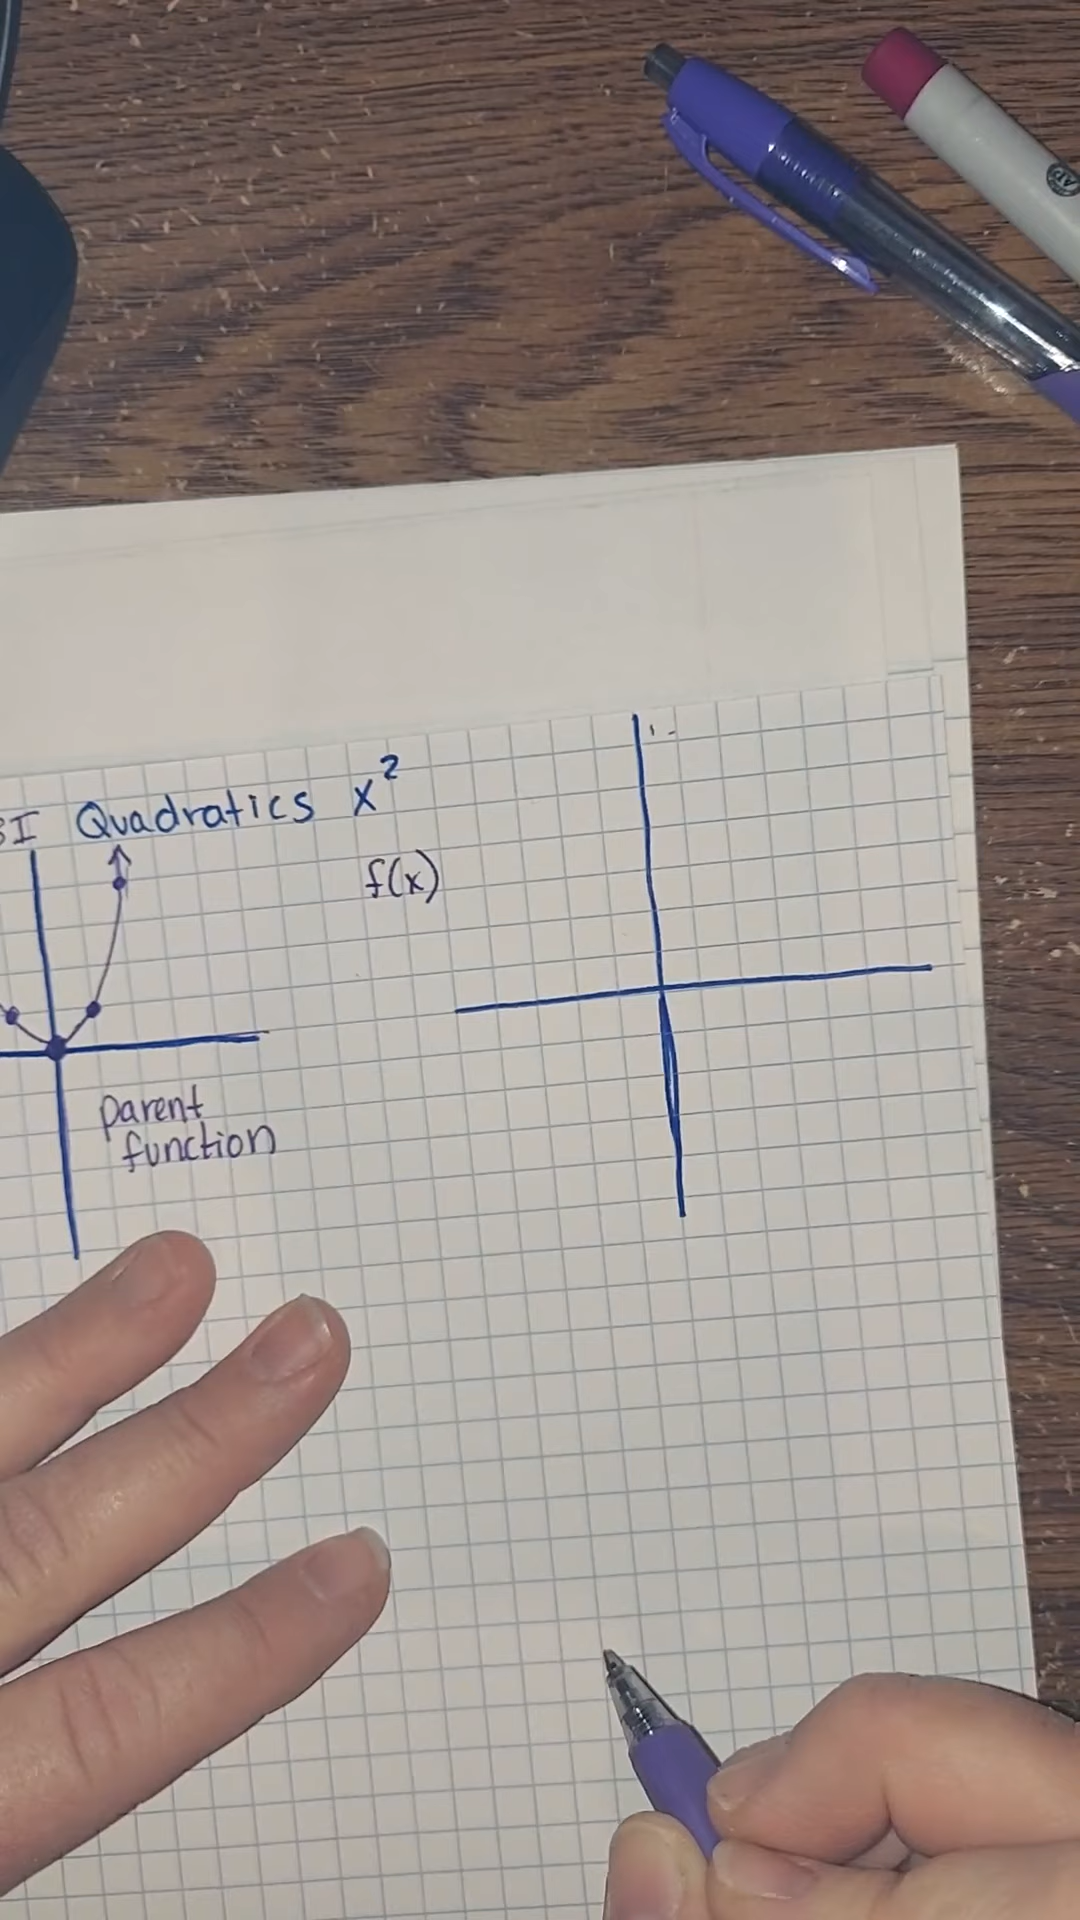 Quadratics x²
f(x)
parent
function